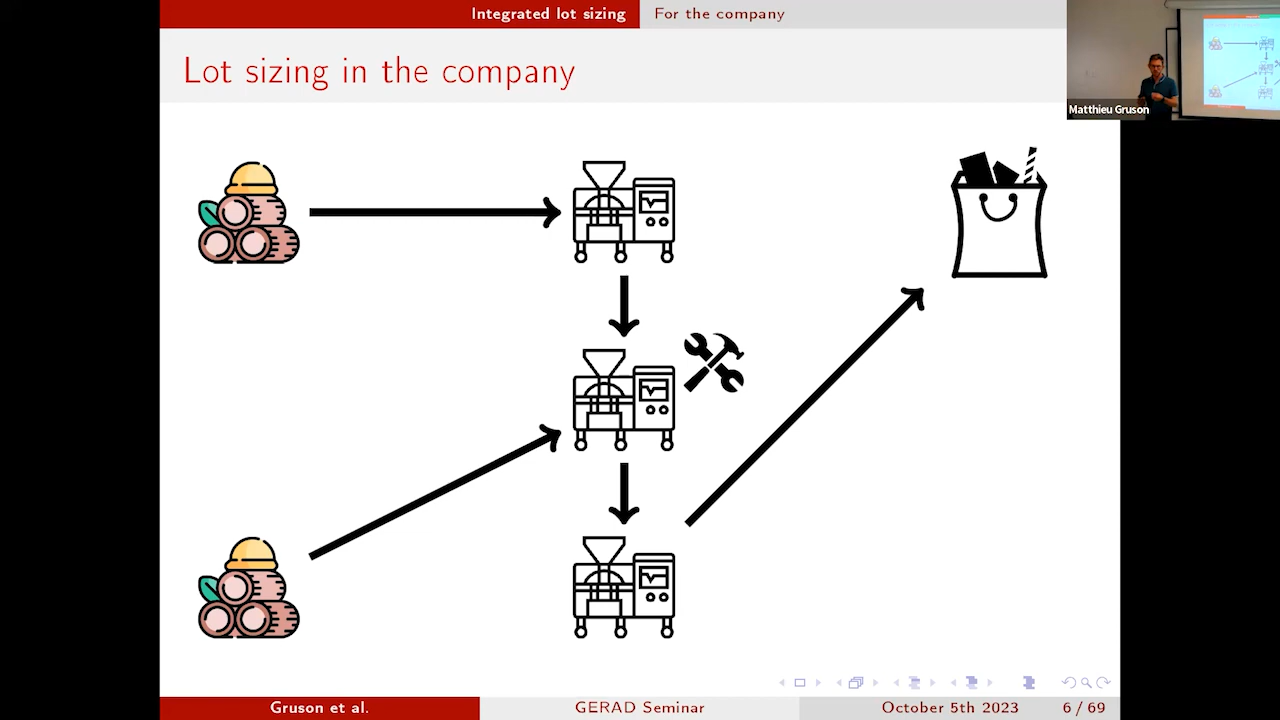 Integrated lot sizing For the company
Lot sizing in the company
Matthieu Gruson
Gruson et al. GERAD Seminar October 5th 2023 6 / 69